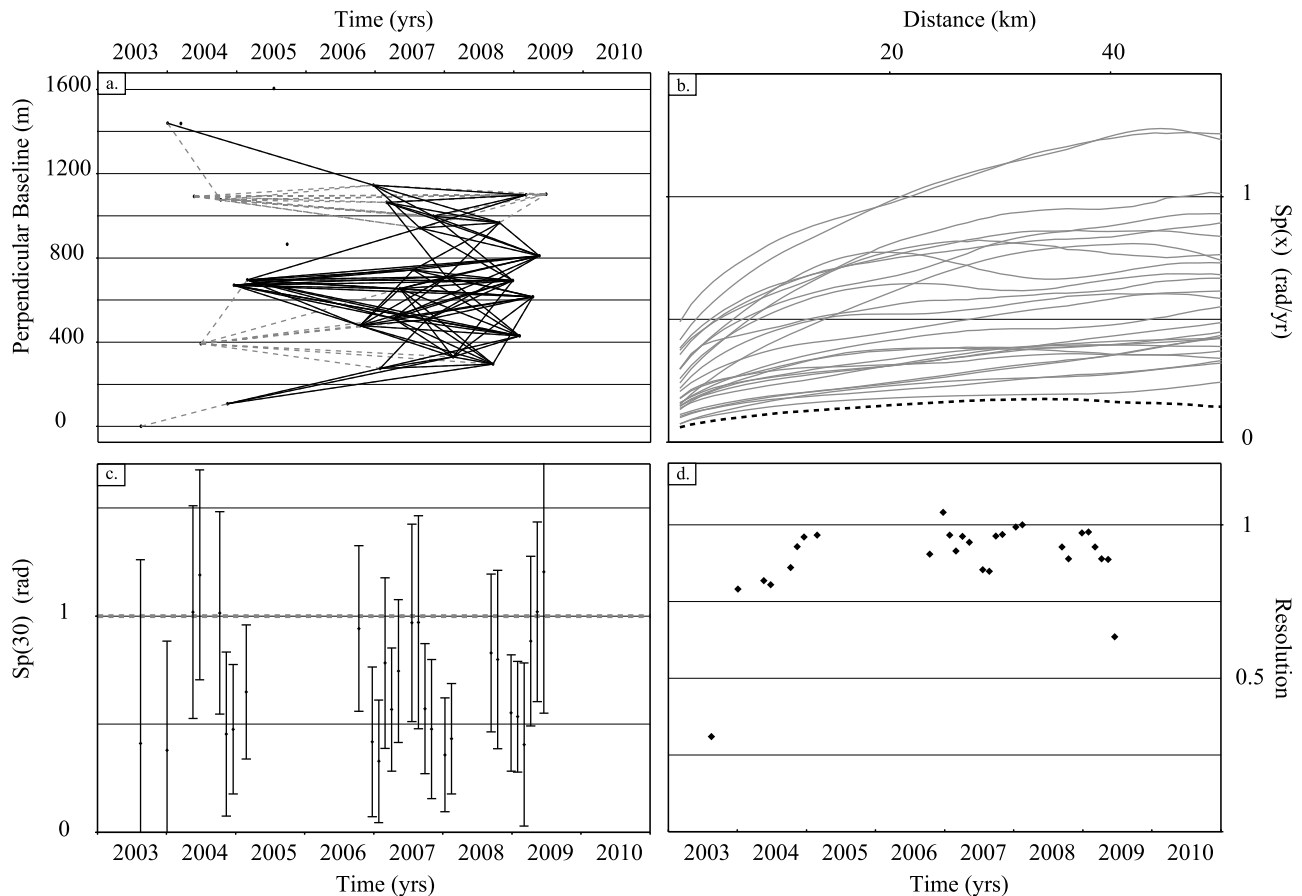 Time (yrs)
Distance (km)
2003 2004 2005 2006 2007 2008 2009 2010
20 40
a.
b.
Perpendicular Baseline (m)
1600
1200
800
400
0
1
0
Sp(x) (rad/yr)
c.
d.
Sp(30) (rad)
1
0
1
0.5
Resolution
2003 2004 2005 2006 2007 2008 2009 2010
2003 2004 2005 2006 2007 2008 2009 2010
Time (yrs)
Time (yrs)